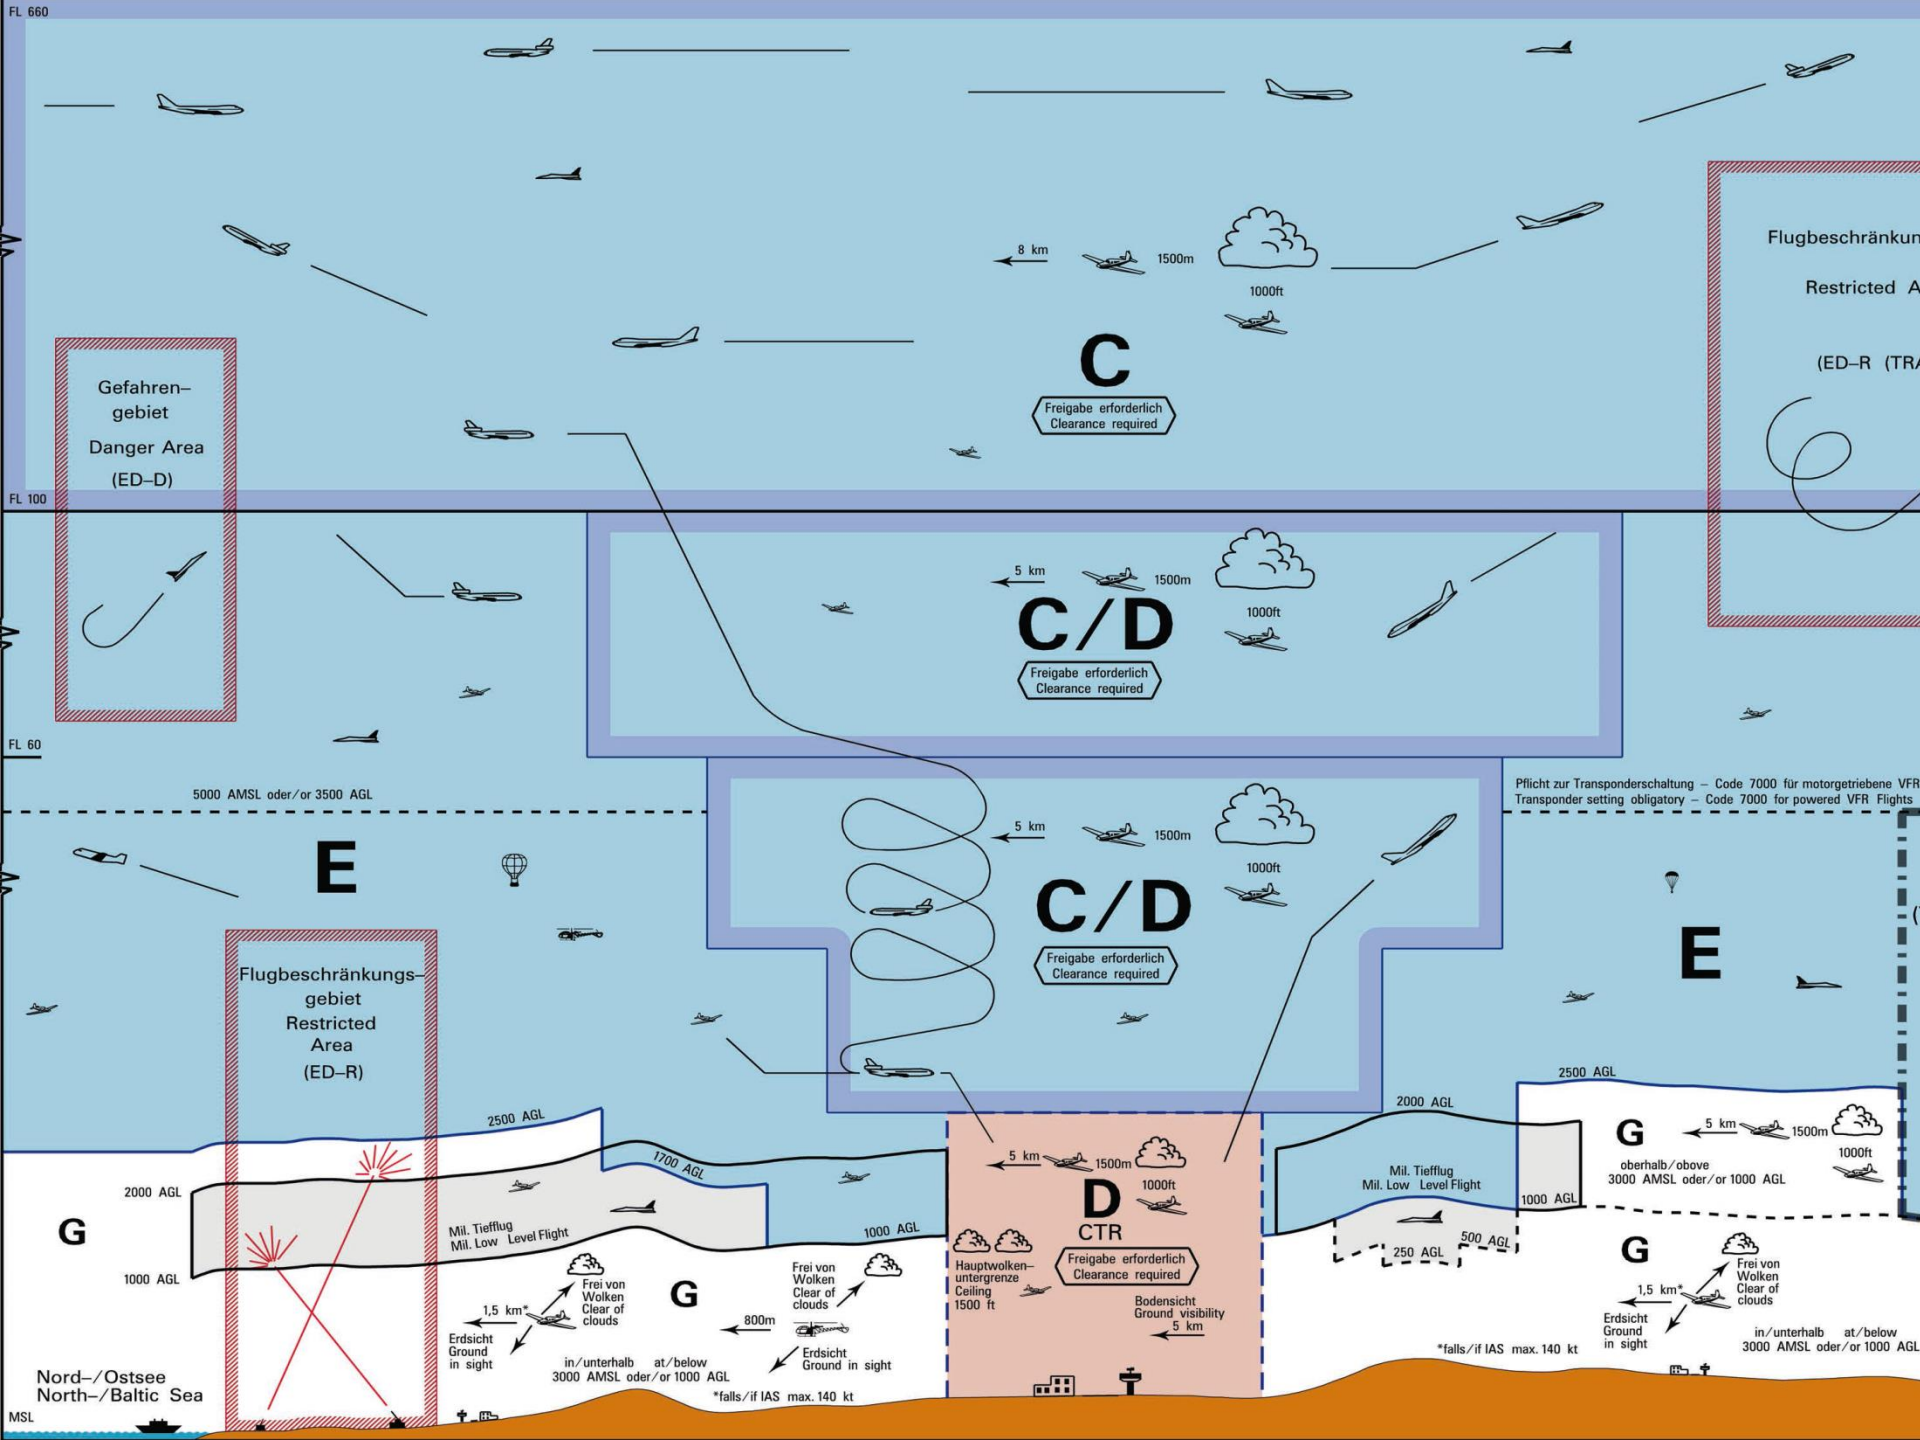 FL 660
8 km
1500m
1000ft
C
Freigabe erforderlich
Clearance required
Gefahren–
gebiet
Danger Area
(ED–D)
Flugbeschränkun
Restricted A
(ED–R (TRA
FL 100
5 km
1500m
1000ft
C/D
Freigabe erforderlich
Clearance required
FL 60
5000 AMSL oder/or 3500 AGL
Pflicht zur Transponderschaltung – Code 7000 für motorgetriebene VFR
Transponder setting obligatory – Code 7000 for powered VFR Flights
5 km
1500m
1000ft
C/D
Freigabe erforderlich
Clearance required
E
E
Flugbeschränkungs–
gebiet
Restricted
Area
(ED–R)
2500 AGL
1700 AGL
2000 AGL
1000 AGL
Mil. Tiefflug
Mil. Low Level Flight
1000 AGL
G
5 km
1500m
1000ft
D
CTR
Freigabe erforderlich
Clearance required
Hauptwolken–
untergrenze
Ceiling
1500 ft
Bodensicht
Ground visibility
5 km
2000 AGL
Mil. Tiefflug
Mil. Low Level Flight
250 AGL
500 AGL
1000 AGL
2500 AGL
G
5 km
1500m
1000ft
oberhalb/obove
3000 AMSL oder/or 1000 AGL
G
1,5 km*
Frei von
Wolken
Clear of
clouds
Erdsicht
Ground
in sight
G
800m
Frei von
Wolken
Clear of
clouds
Erdsicht
Ground in sight
in/unterhalb at/below
3000 AMSL oder/or 1000 AGL
*falls/if IAS max. 140 kt
1,5 km*
Frei von
Wolken
Clear of
clouds
Erdsicht
Ground
in sight
in/unterhalb at/below
3000 AMSL oder/or 1000 AGL
*falls/if IAS max. 140 kt
Nord–/Ostsee
North–/Baltic Sea
MSL